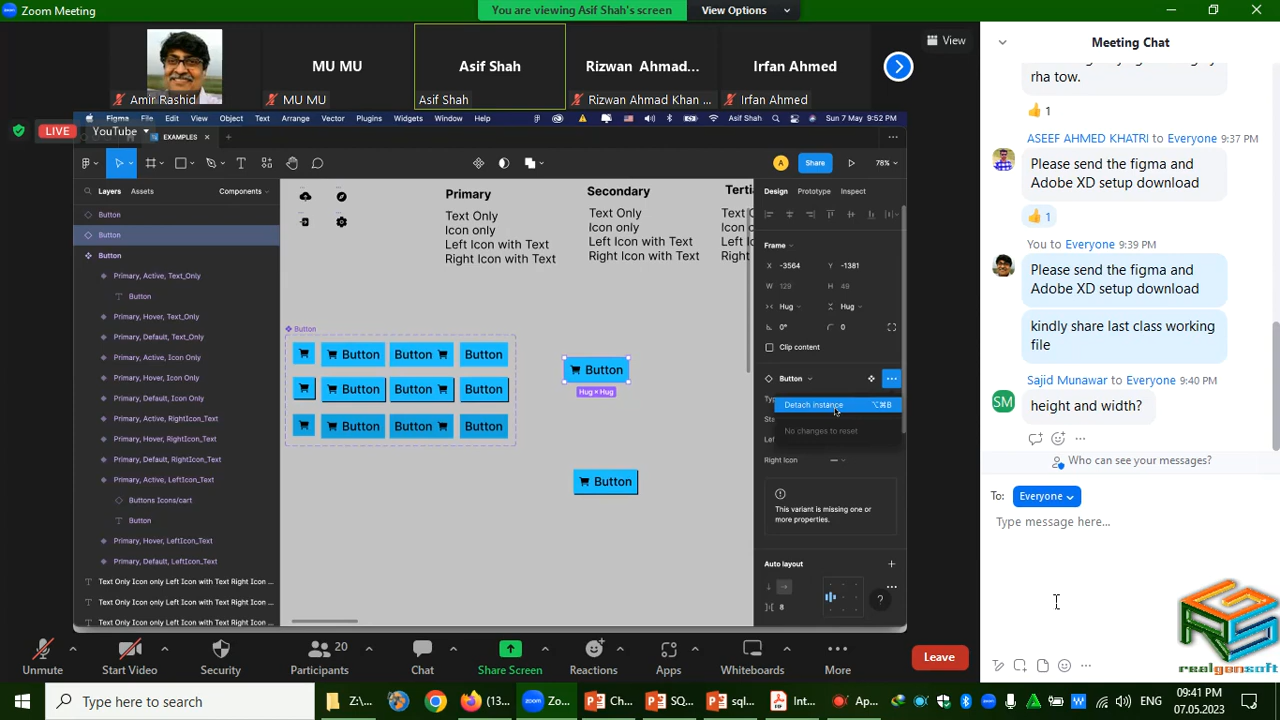 Zoom Meeting
You are viewing Asif Shah's screen
View Options
Amir Rashid
MU MU
MU MU
Asif Shah
Asif Shah
Rizwan Ahmad...
Rizwan Ahmad Khan ...
Irfan Ahmed
Irfan Ahmed
View
LIVE
YouTube
Figma File Edit View Object Text Arrange Vector Plugins Widgets Window Help
Asif Shah
Sun 7 May 9:52 PM
EXAMPLES
A
Share
78%
Layers Assets
Components
Button
Button
Button
Primary, Active, Text_Only
Button
Primary, Hover, Text_Only
Primary, Default, Text_Only
Primary, Active, Icon Only
Primary, Hover, Icon Only
Primary, Default, Icon Only
Primary, Active, RightIcon_Text
Primary, Hover, RightIcon_Text
Primary, Default, RightIcon_Text
Primary, Active, LeftIcon_Text
Buttons Icons/cart
Button
Primary, Hover, LeftIcon_Text
Primary, Default, LeftIcon_Text
Text Only Icon only Left Icon with Text Right Icon ...
Text Only Icon only Left Icon with Text Right Icon ...
Text Only Icon only Left Icon with Text Right Icon ...
Primary
Text Only
Icon only
Left Icon with Text
Right Icon with Text
Secondary
Text Only
Icon only
Left Icon with Text
Right Icon with Text
Button
Button Button Button
Button Button Button
Button Button Button
Button
Hug × Hug
Button
Design Prototype Inspect
Frame
X -3564 Y -1381
W 129 H 49
Hug Hug
0° 0
Clip content
Button
Detach instance ⌥⌘B
No changes to reset
Right Icon
This variant is missing one or
more properties.
Auto layout
8
?
Meeting Chat
rha tow.
1
ASEEF AHMED KHATRI to Everyone 9:37 PM
Please send the figma and
Adobe XD setup download
1
You to Everyone 9:39 PM
Please send the figma and
Adobe XD setup download
kindly share last class working
file
Sajid Munawar to Everyone 9:40 PM
SM
height and width?
Who can see your messages?
To: Everyone
Type message here...
realgensoft
Unmute
Start Video
Security
20
Participants
Chat
Share Screen
Reactions
Apps
Whiteboards
More
Leave
Type here to search
Z:\...
(13...
Zo...
Ch...
SQ...
sql...
Int...
Ap...
ENG
09:41 PM
07.05.2023